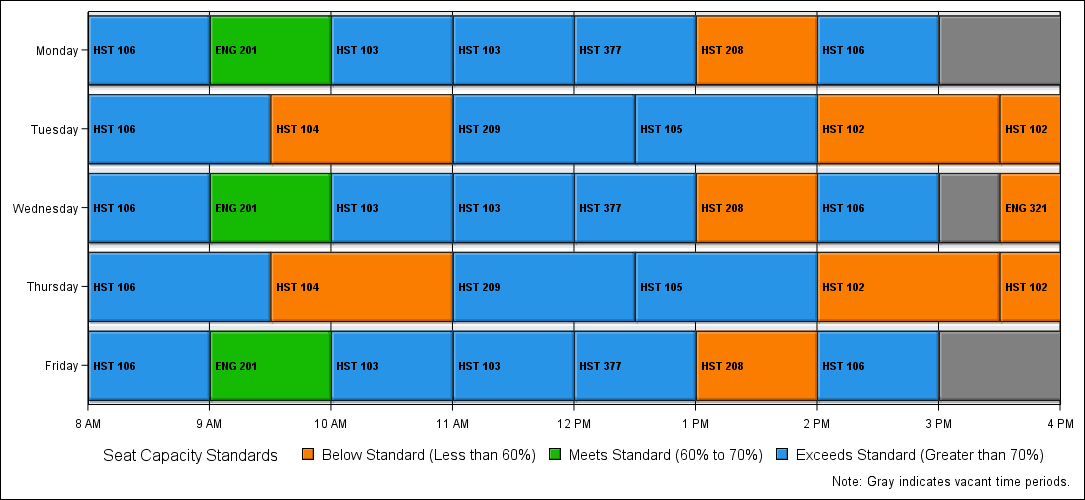 Monday HST 106 ENG 201 HST 103 HST 103 HST 377 HST 208 HST 106
Tuesday HST 106 HST 104 HST 209 HST 105 HST 102 HST 102
Wednesday HST 106 ENG 201 HST 103 HST 103 HST 377 HST 208 HST 106 ENG 321
Thursday HST 106 HST 104 HST 209 HST 105 HST 102 HST 102
Friday HST 106 ENG 201 HST 103 HST 103 HST 377 HST 208 HST 106
8 AM 9 AM 10 AM 11 AM 12 PM 1 PM 2 PM 3 PM 4 PM
Seat Capacity Standards Below Standard (Less than 60%) Meets Standard (60% to 70%) Exceeds Standard (Greater than 70%)
Note: Gray indicates vacant time periods.